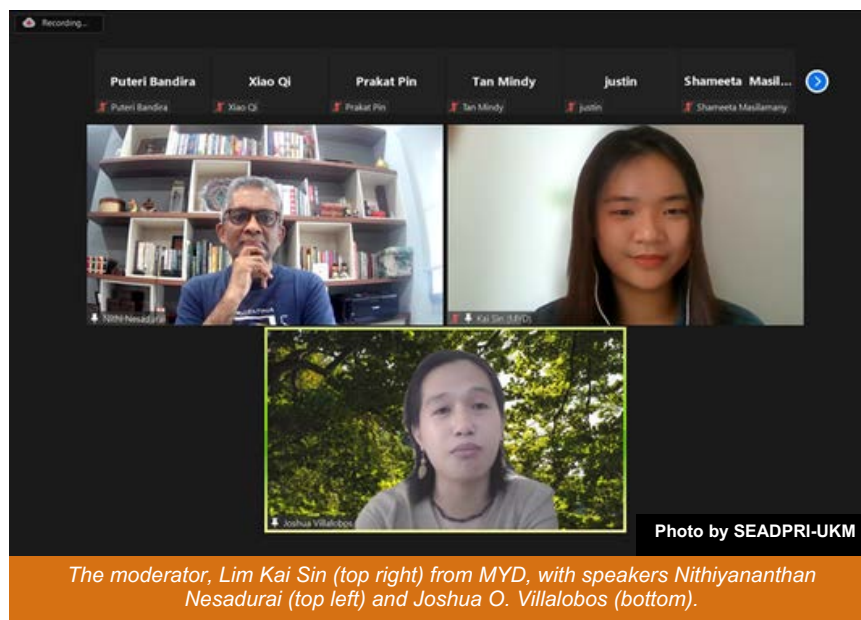 Recording...
Puteri Bandira
Xiao Qi
Prakat Pin
Tan Mindy
justin
Shameeta Masil...
Puteri Bandira
Xiao Qi
Prakat Pin
Tan Mindy
justin
Shameeta Masilamany
Nithi Nesadurai
Kai Sin (MYD)
Joshua Villalobos
Photo by SEADPRI-UKM
The moderator, Lim Kai Sin (top right) from MYD, with speakers Nithiyananthan
Nesadurai (top left) and Joshua O. Villalobos (bottom).